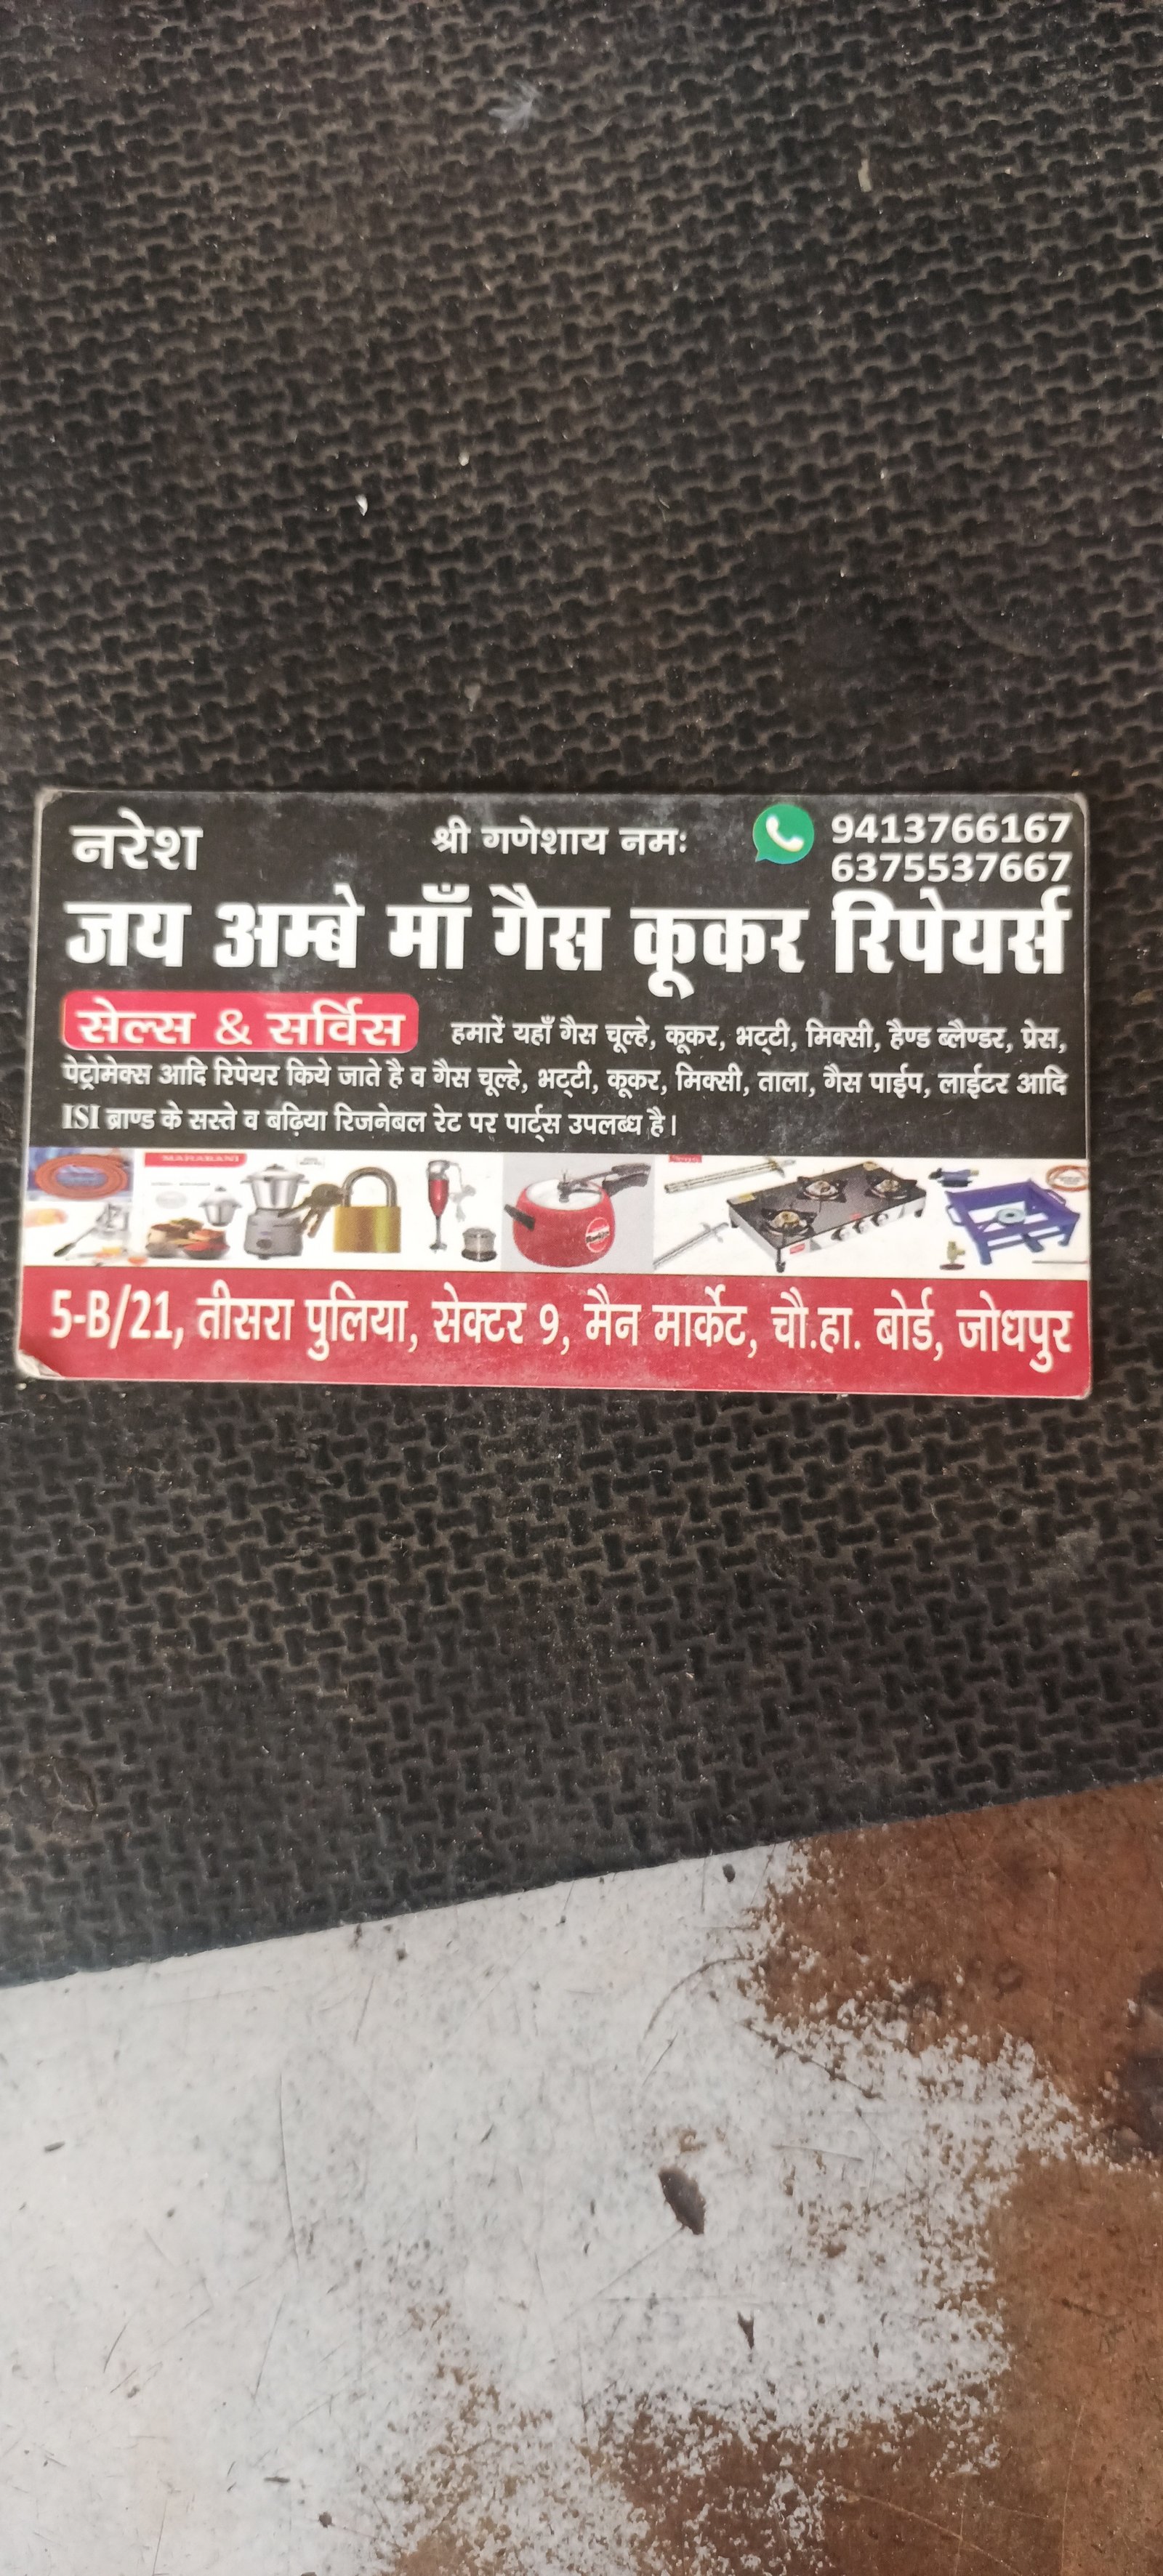 नरेश
श्री गणेशाय नमः
9413766167
6375537667
जय अम्बे माँ गैस कूकर रिपेयर्स
सेल्स & सर्विस
हमारें यहाँ गैस चूल्हे, कूकर, भट्टी, मिक्सी, हैण्ड ब्लैण्डर, प्रेस,
पेट्रोमेक्स आदि रिपेयर किये जाते है व गैस चूल्हे, भट्टी, कूकर, मिक्सी, ताला, गैस पाईप, लाईटर आदि
ISI ब्राण्ड के सस्ते व बढ़िया रिजनेबल रेट पर पार्ट्स उपलब्ध है।
MAHARANI
5-B/21, तीसरा पुलिया, सेक्टर 9, मैन मार्केट, चौ.हा. बोर्ड, जोधपुर